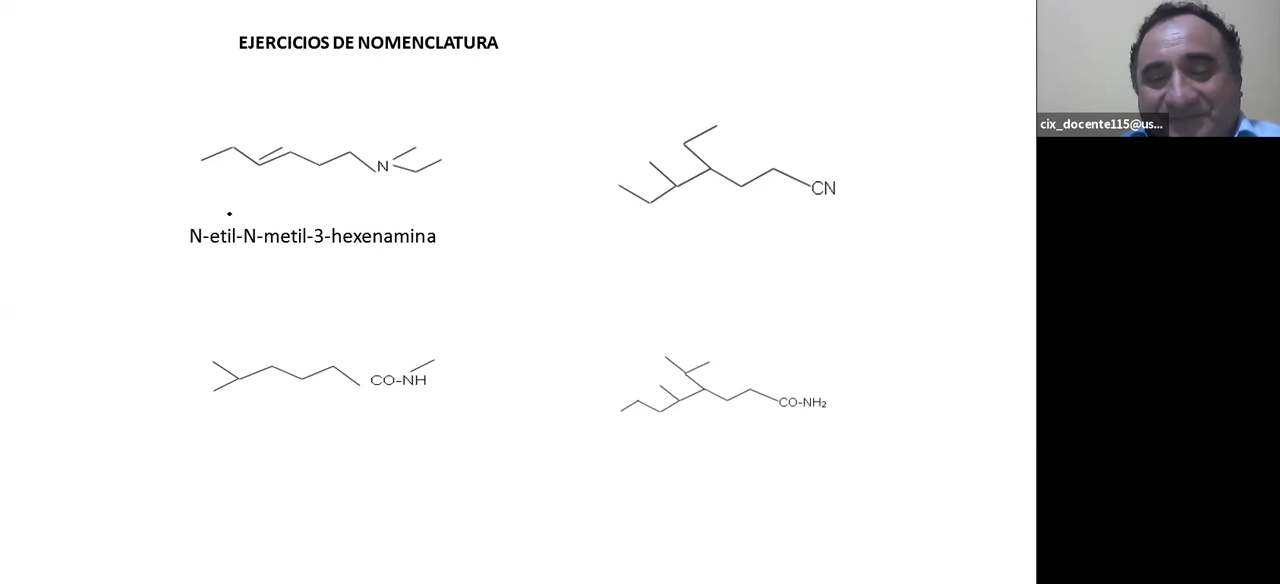 EJERCICIOS DE NOMENCLATURA
cix_docente115@us...
N
CN
N-etil-N-metil-3-hexenamina
CO-NH
CO-NH₂